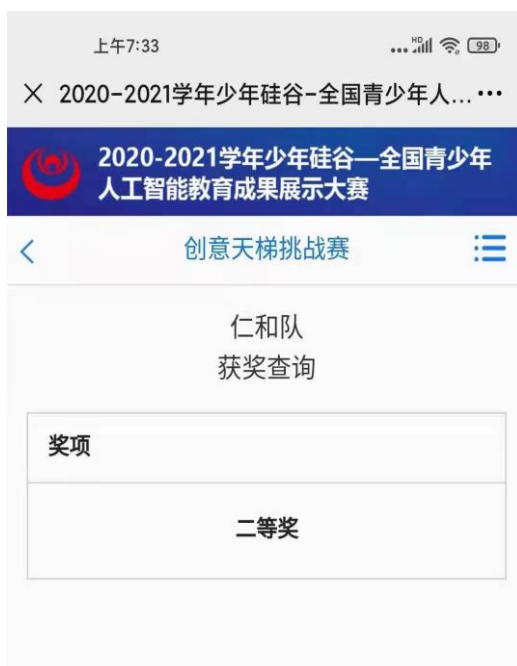 上午7:33
HD
98
2020-2021学年少年硅谷-全国青少年人...
2020-2021学年少年硅谷—全国青少年
人工智能教育成果展示大赛
创意天梯挑战赛
仁和队
获奖查询
奖项
二等奖